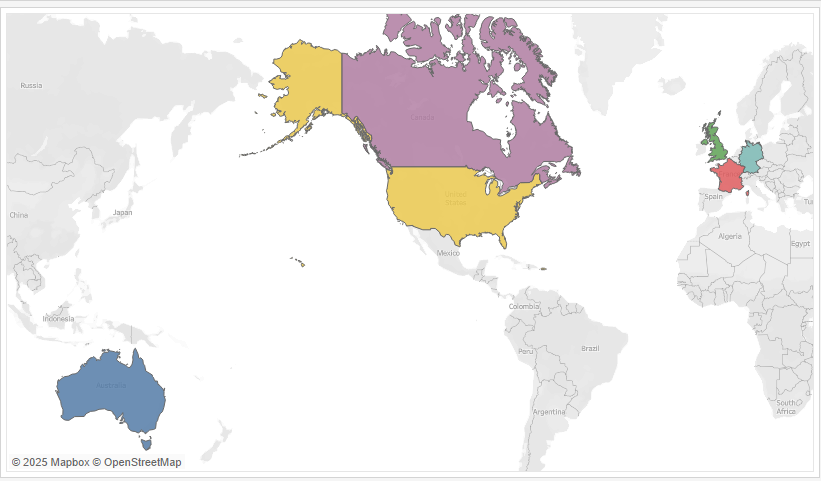 Russia
Canada
United
States
China
Japan
Spain
Tu
Algeria
Egypt
Mexico
Colombia
Indonesia
Peru
Brazil
Australia
South
Africa
Argentina
© 2025 Mapbox © OpenStreetMap